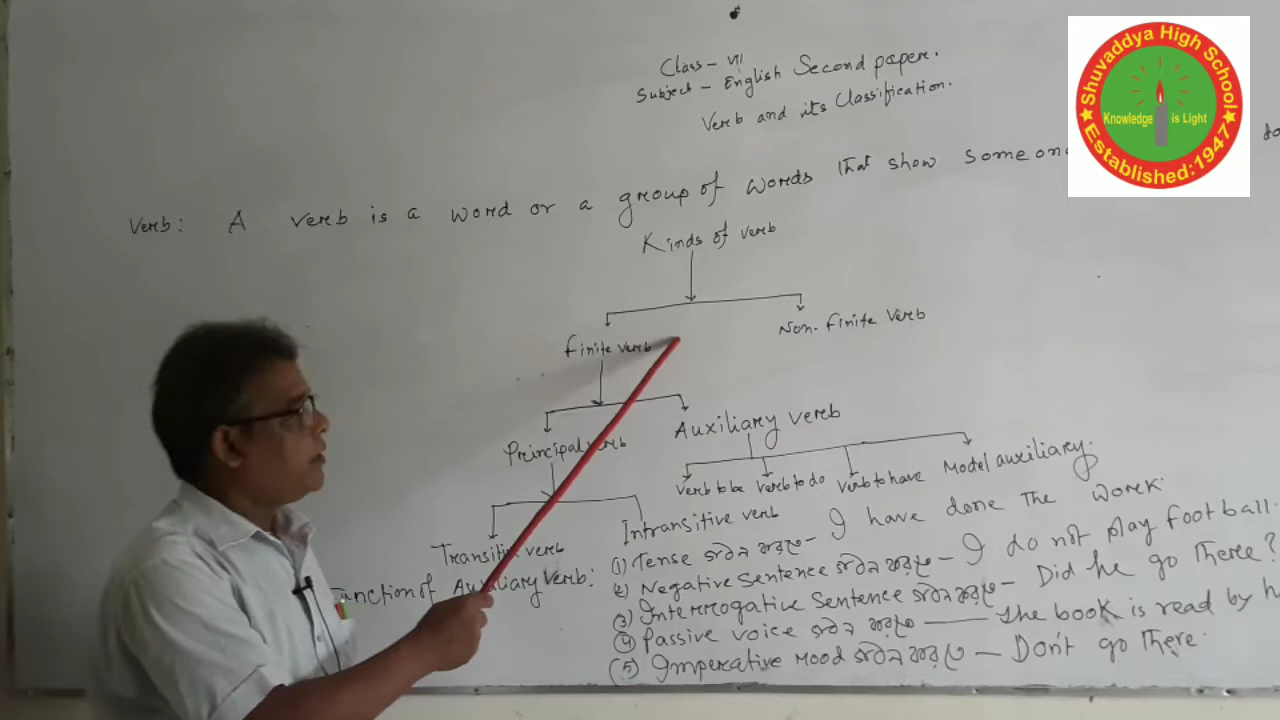 Class - VII
Subject - English Second paper.
Verb and its Classification.
Shuvaddya High School
Knowledge is Light
Established:1947
Verb: A verb is a word or a group of words that show someone
Kinds of verb
Finite verb
Non-finite verb
Principal verb
Auxiliary verb
verb to be verb to do verb to have Model auxiliary.
Transitive verb
Intransitive verb
Function of Auxiliary verb:
(1) Tense গঠন করতে - I have done the work.
(2) Negative sentence গঠন করতে - I do not play football.
(3) Interrogative sentence গঠন করতে - Did he go there?
(4) Passive voice গঠন করতে - The book is read by
(5) Imperative mood গঠন করতে - Don't go there.